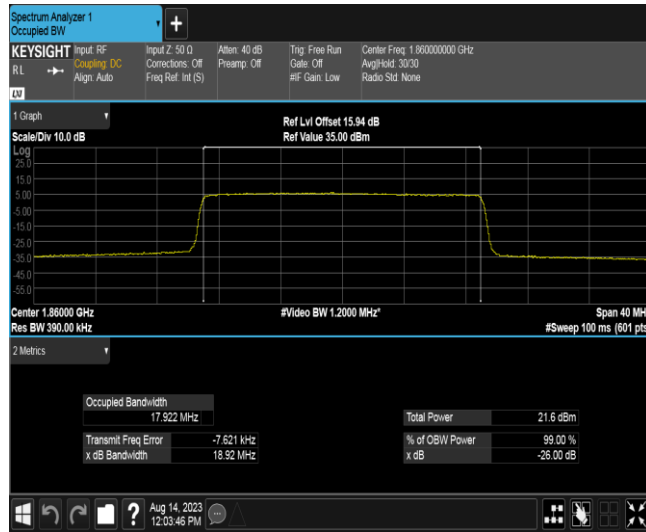 Spectrum Analyzer 1
Occupied BW
+
KEYSIGHT
Input: RF
Input Z: 50 Ω
Atten: 40 dB
Trig: Free Run
Center Freq: 1.860000000 GHz
R L
Coupling: DC
Corrections: Off
Preamp: Off
Gate: Off
Avg|Hold: 30/30
Align: Auto
Freq Ref: Int (S)
#IF Gain: Low
Radio Std: None
LXI
1 Graph
Ref Lvl Offset 15.94 dB
Scale/Div 10.0 dB
Ref Value 35.00 dBm
Log
25.0
15.0
5.00
-5.00
-15.0
-25.0
-35.0
-45.0
-55.0
Center 1.86000 GHz
#Video BW 1.2000 MHz*
Span 40 MH
Res BW 390.00 kHz
#Sweep 100 ms (601 pts
2 Metrics
Occupied Bandwidth
17.922 MHz
Total Power
21.6 dBm
Transmit Freq Error
-7.621 kHz
% of OBW Power
99.00 %
x dB Bandwidth
18.92 MHz
x dB
-26.00 dB
?
Aug 14, 2023
12:03:46 PM